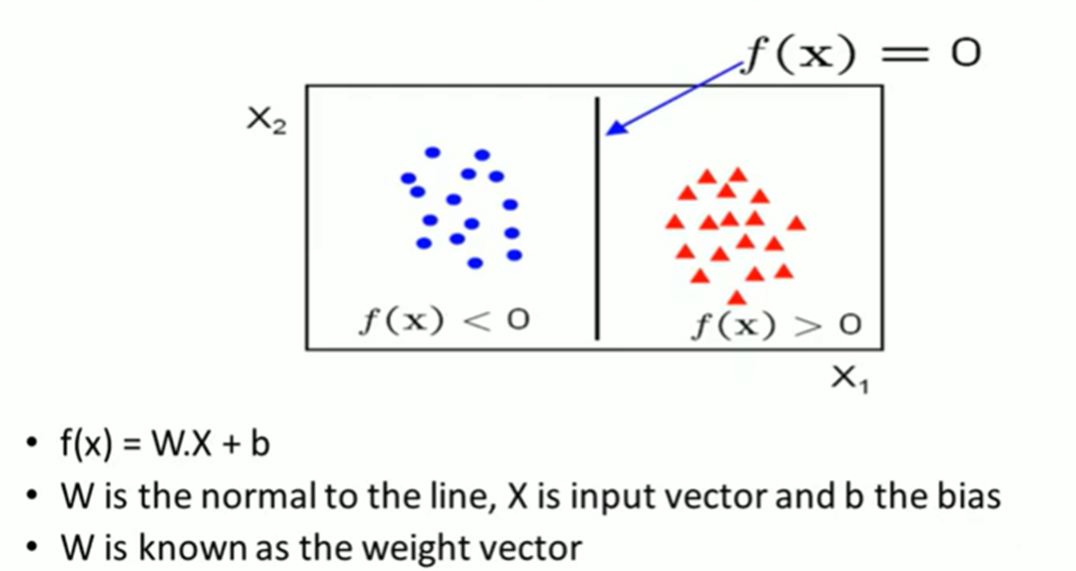 f(x) = 0
X₂
f(x) < 0
f(x) > 0
X₁
• f(x) = W.X + b
• W is the normal to the line, X is input vector and b the bias
• W is known as the weight vector